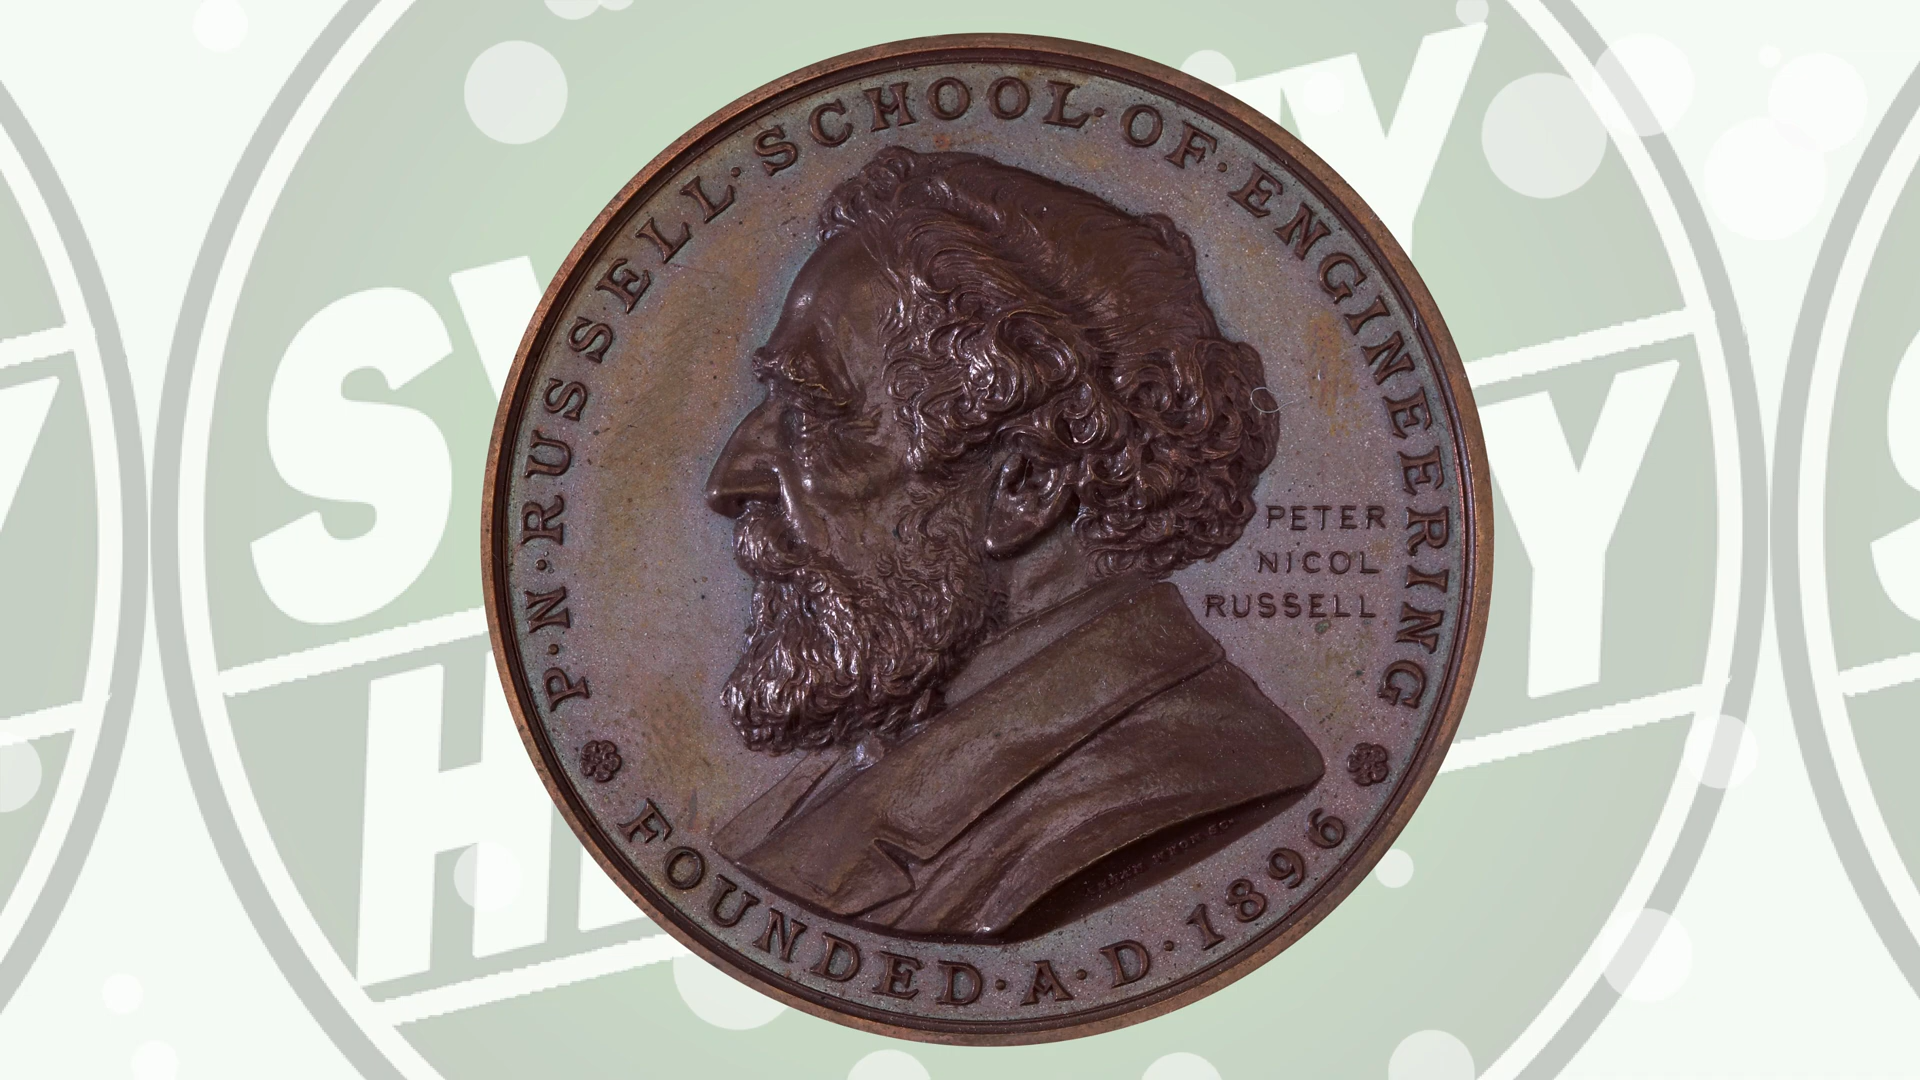 P·N·RUSSELL·SCHOOL·OF·ENGINEERING
PETER
NICOL
RUSSELL
FOUNDED·A·D·1896